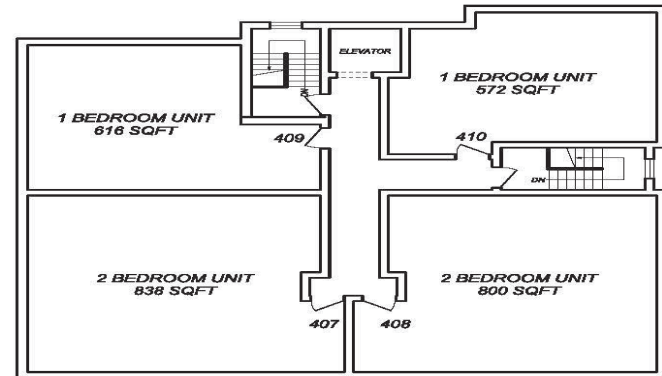 ELEVATOR
1 BEDROOM UNIT
616 SQFT
1 BEDROOM UNIT
572 SQFT
409
410
DN
2 BEDROOM UNIT
838 SQFT
2 BEDROOM UNIT
800 SQFT
407
408